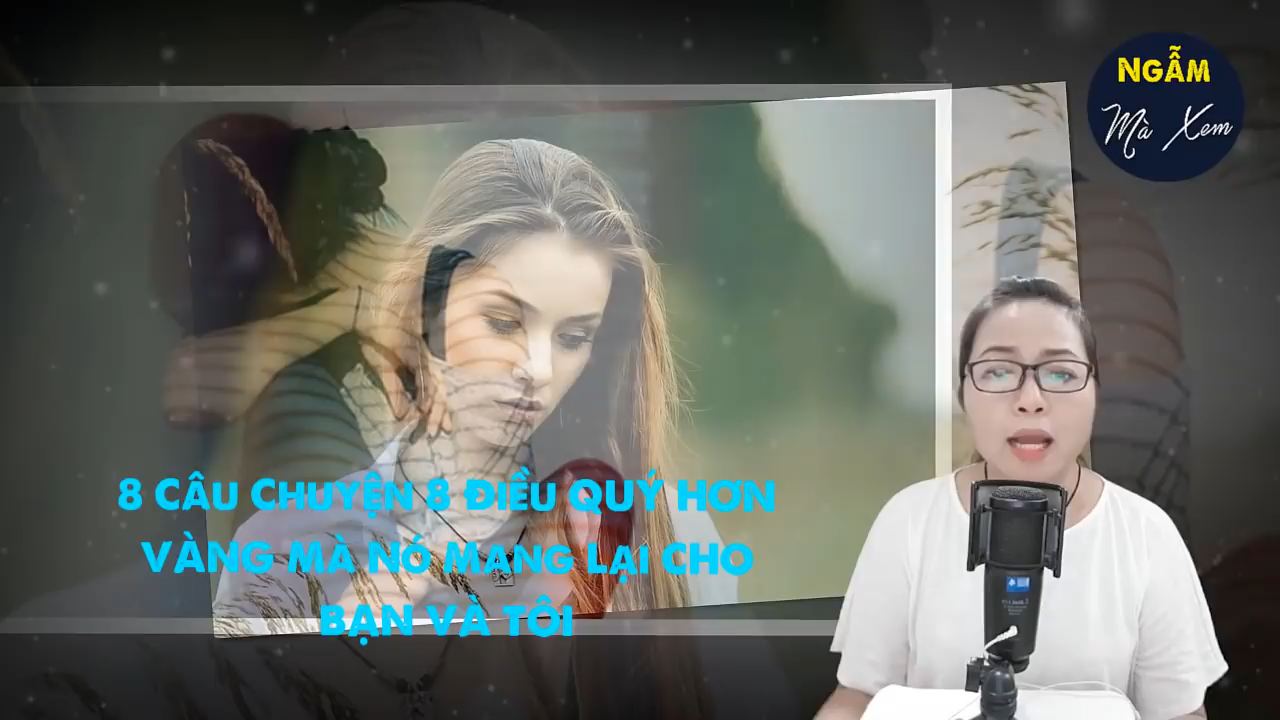 NGẪM
Mà Xem
8 CÂU CHUYỆN 8 ĐIỀU QUÝ HƠN
VÀNG MÀ NÓ MANG LẠI CHO
BẠN VÀ TÔI